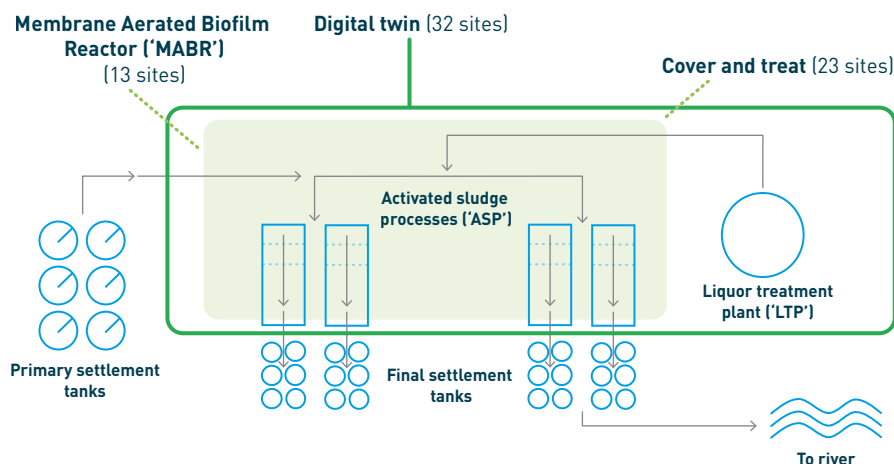 Membrane Aerated Biofilm
Reactor (‘MABR’)
(13 sites)
Digital twin (32 sites)
Cover and treat (23 sites)
Activated sludge
processes (‘ASP’)
Liquor treatment
plant (‘LTP’)
Primary settlement
tanks
Final settlement
tanks
To river